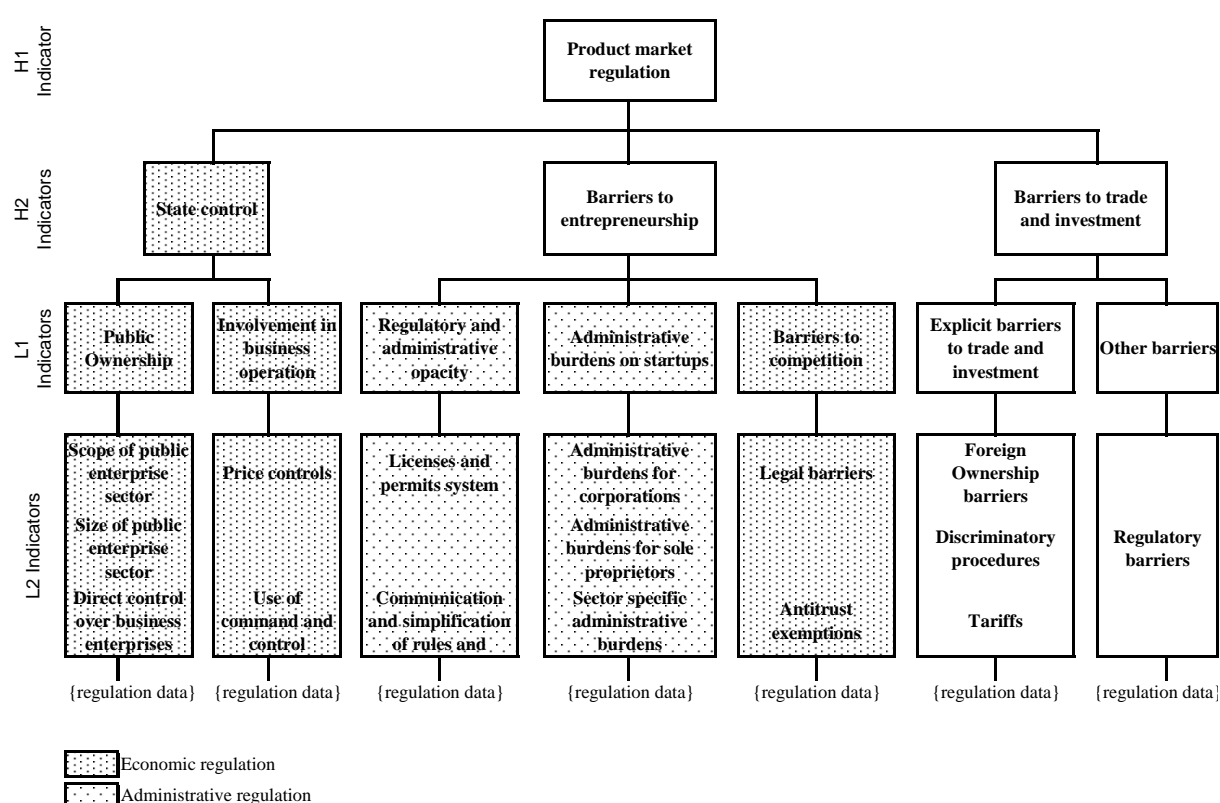 H1
Indicator
Product market
regulation
H2
Indicators
State control
Barriers to
entrepreneurship
Barriers to trade
and investment
L1
Indicators
Public
Ownership
Involvement in
business
operation
Regulatory and
administrative
opacity
Administrative
burdens on startups
Barriers to
competition
Explicit barriers
to trade and
investment
Other barriers
L2 Indicators
Scope of public
enterprise
sector
Size of public
enterprise
sector
Direct control
over business
enterprises
Price controls
Use of
command and
control
Licenses and
permits system
Communication
and simplification
of rules and
Administrative
burdens for
corporations
Administrative
burdens for sole
proprietors
Sector specific
administrative
burdens
Legal barriers
Antitrust
exemptions
Foreign
Ownership
barriers
Discriminatory
procedures
Tariffs
Regulatory
barriers
{regulation data}
{regulation data}
{regulation data}
{regulation data}
{regulation data}
{regulation data}
{regulation data}
Economic regulation
Administrative regulation